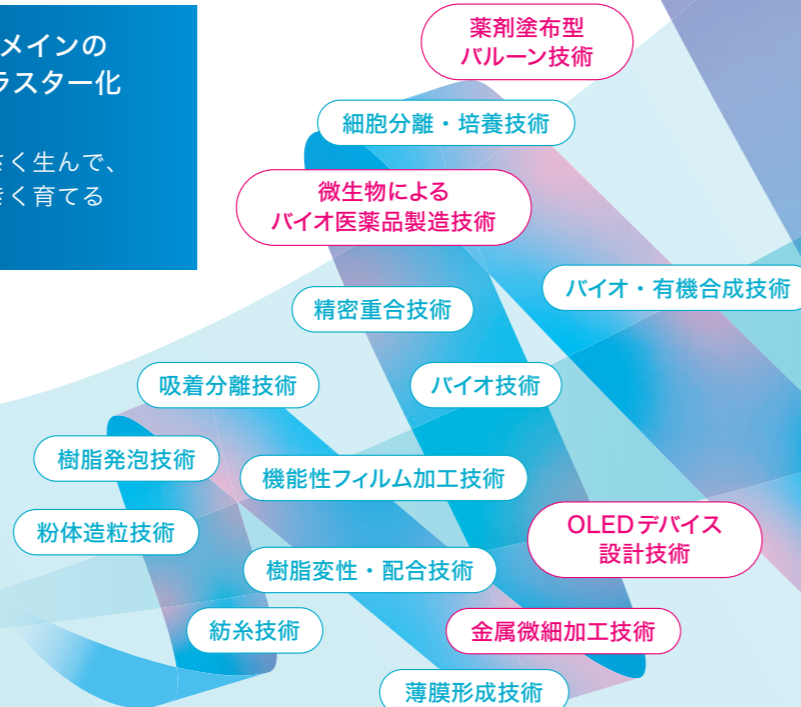 メインの
ラスター化
さく生んで、
きく育てる
薬剤塗布型
バルーン技術
細胞分離・培養技術
微生物による
バイオ医薬品製造技術
バイオ・有機合成技術
精密重合技術
吸着分離技術
バイオ技術
樹脂発泡技術
機能性フィルム加工技術
粉体造粒技術
OLEDデバイス
設計技術
樹脂変性・配合技術
紡糸技術
金属微細加工技術
薄膜形成技術